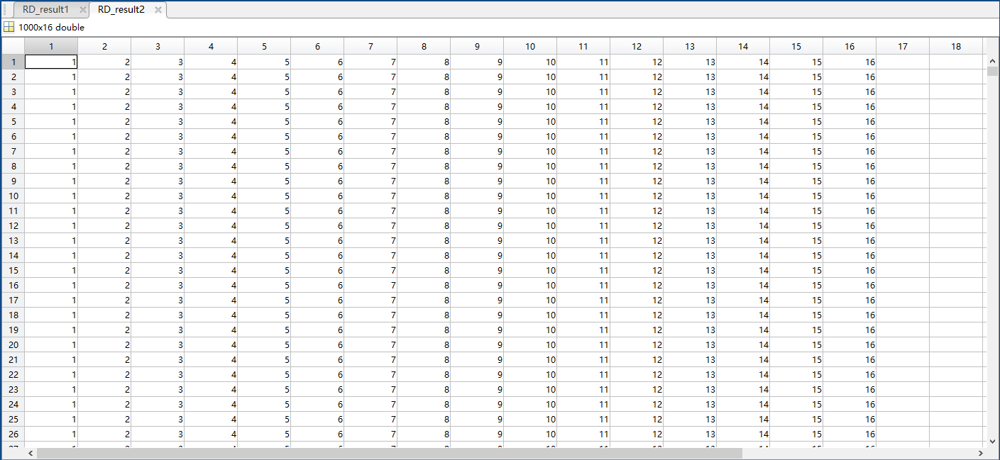 RD_result1 RD_result2
1000x16 double
1 2 3 4 5 6 7 8 9 10 11 12 13 14 15 16 17 18
1 1 2 3 4 5 6 7 8 9 10 11 12 13 14 15 16
2 1 2 3 4 5 6 7 8 9 10 11 12 13 14 15 16
3 1 2 3 4 5 6 7 8 9 10 11 12 13 14 15 16
4 1 2 3 4 5 6 7 8 9 10 11 12 13 14 15 16
5 1 2 3 4 5 6 7 8 9 10 11 12 13 14 15 16
6 1 2 3 4 5 6 7 8 9 10 11 12 13 14 15 16
7 1 2 3 4 5 6 7 8 9 10 11 12 13 14 15 16
8 1 2 3 4 5 6 7 8 9 10 11 12 13 14 15 16
9 1 2 3 4 5 6 7 8 9 10 11 12 13 14 15 16
10 1 2 3 4 5 6 7 8 9 10 11 12 13 14 15 16
11 1 2 3 4 5 6 7 8 9 10 11 12 13 14 15 16
12 1 2 3 4 5 6 7 8 9 10 11 12 13 14 15 16
13 1 2 3 4 5 6 7 8 9 10 11 12 13 14 15 16
14 1 2 3 4 5 6 7 8 9 10 11 12 13 14 15 16
15 1 2 3 4 5 6 7 8 9 10 11 12 13 14 15 16
16 1 2 3 4 5 6 7 8 9 10 11 12 13 14 15 16
17 1 2 3 4 5 6 7 8 9 10 11 12 13 14 15 16
18 1 2 3 4 5 6 7 8 9 10 11 12 13 14 15 16
19 1 2 3 4 5 6 7 8 9 10 11 12 13 14 15 16
20 1 2 3 4 5 6 7 8 9 10 11 12 13 14 15 16
21 1 2 3 4 5 6 7 8 9 10 11 12 13 14 15 16
22 1 2 3 4 5 6 7 8 9 10 11 12 13 14 15 16
23 1 2 3 4 5 6 7 8 9 10 11 12 13 14 15 16
24 1 2 3 4 5 6 7 8 9 10 11 12 13 14 15 16
25 1 2 3 4 5 6 7 8 9 10 11 12 13 14 15 16
26 1 2 3 4 5 6 7 8 9 10 11 12 13 14 15 16